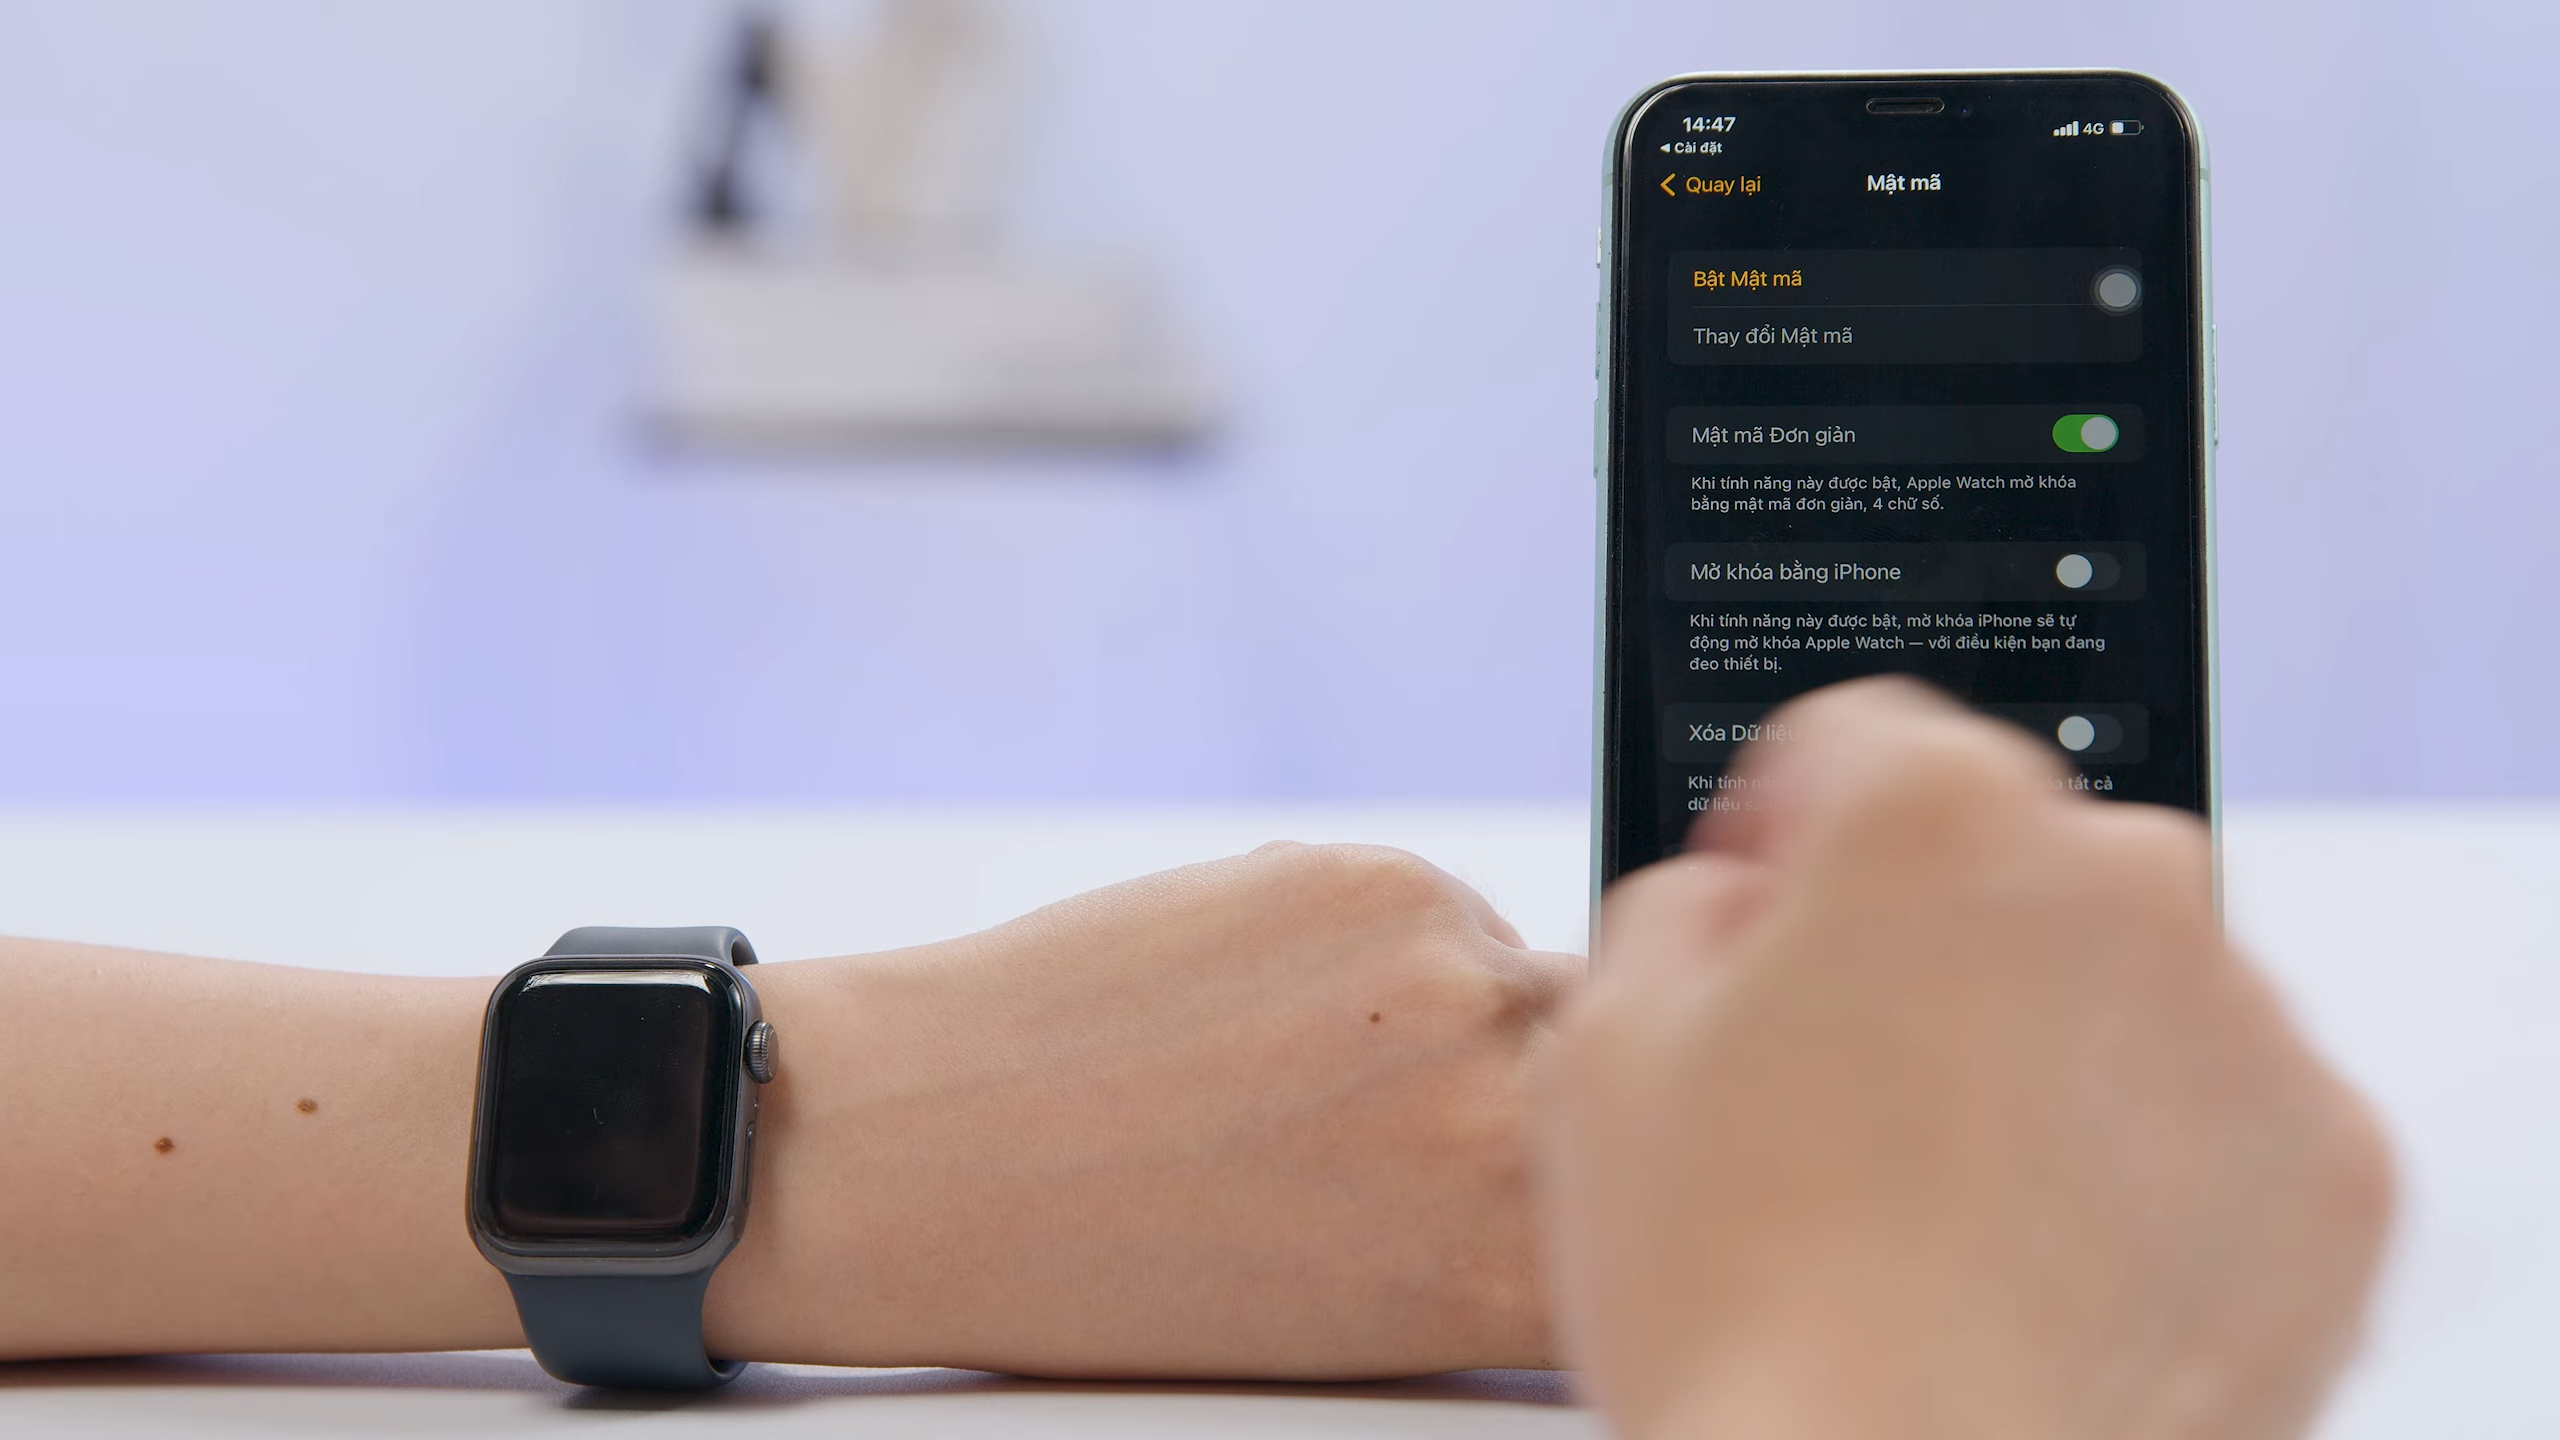 14:47
4G
Cài đặt
Quay lại
Mật mã
Bật Mật mã
Thay đổi Mật mã
Mật mã Đơn giản
Khi tính năng này được bật, Apple Watch mở khóa
bằng mật mã đơn giản, 4 chữ số.
Mở khóa bằng iPhone
Khi tính năng này được bật, mở khóa iPhone sẽ tự
động mở khóa Apple Watch — với điều kiện bạn đang
đeo thiết bị.
Xóa Dữ liệu
Khi tính tất cả
dữ liệu